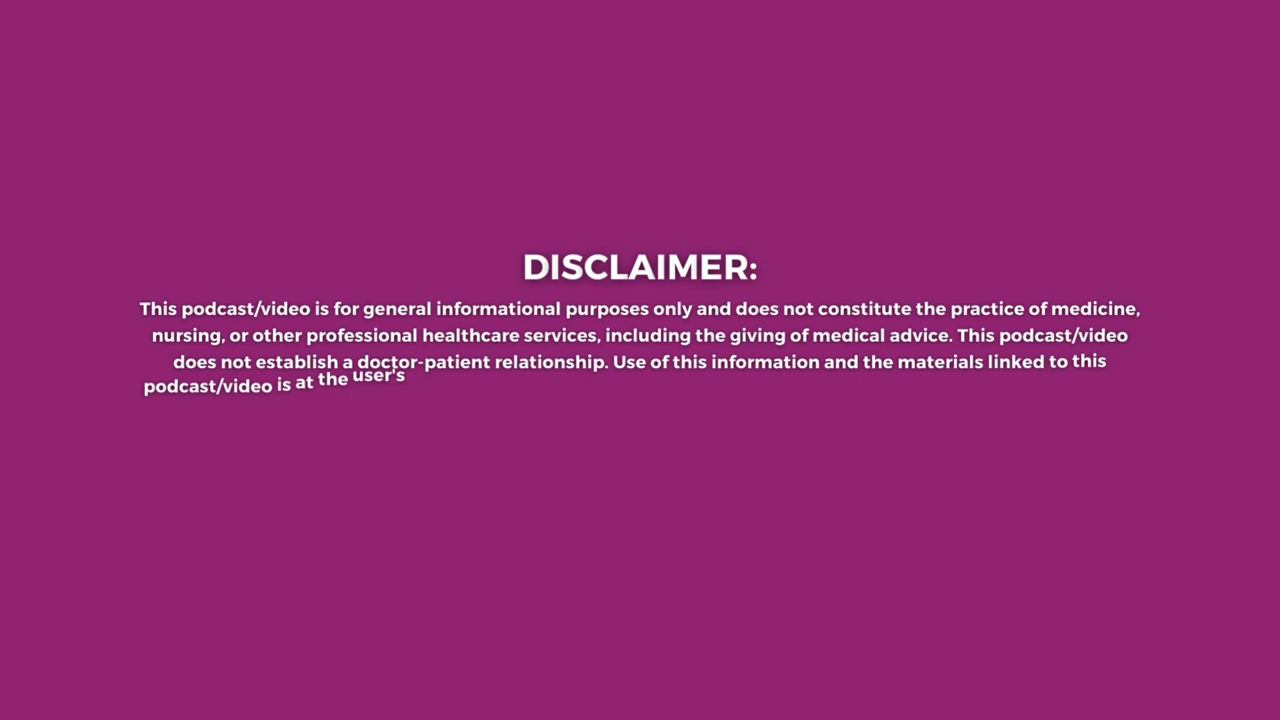 DISCLAIMER:
This podcast/video is for general informational purposes only and does not constitute the practice of medicine,
nursing, or other professional healthcare services, including the giving of medical advice. This podcast/video
does not establish a doctor-patient relationship. Use of this information and the materials linked to this
podcast/video is at the user's